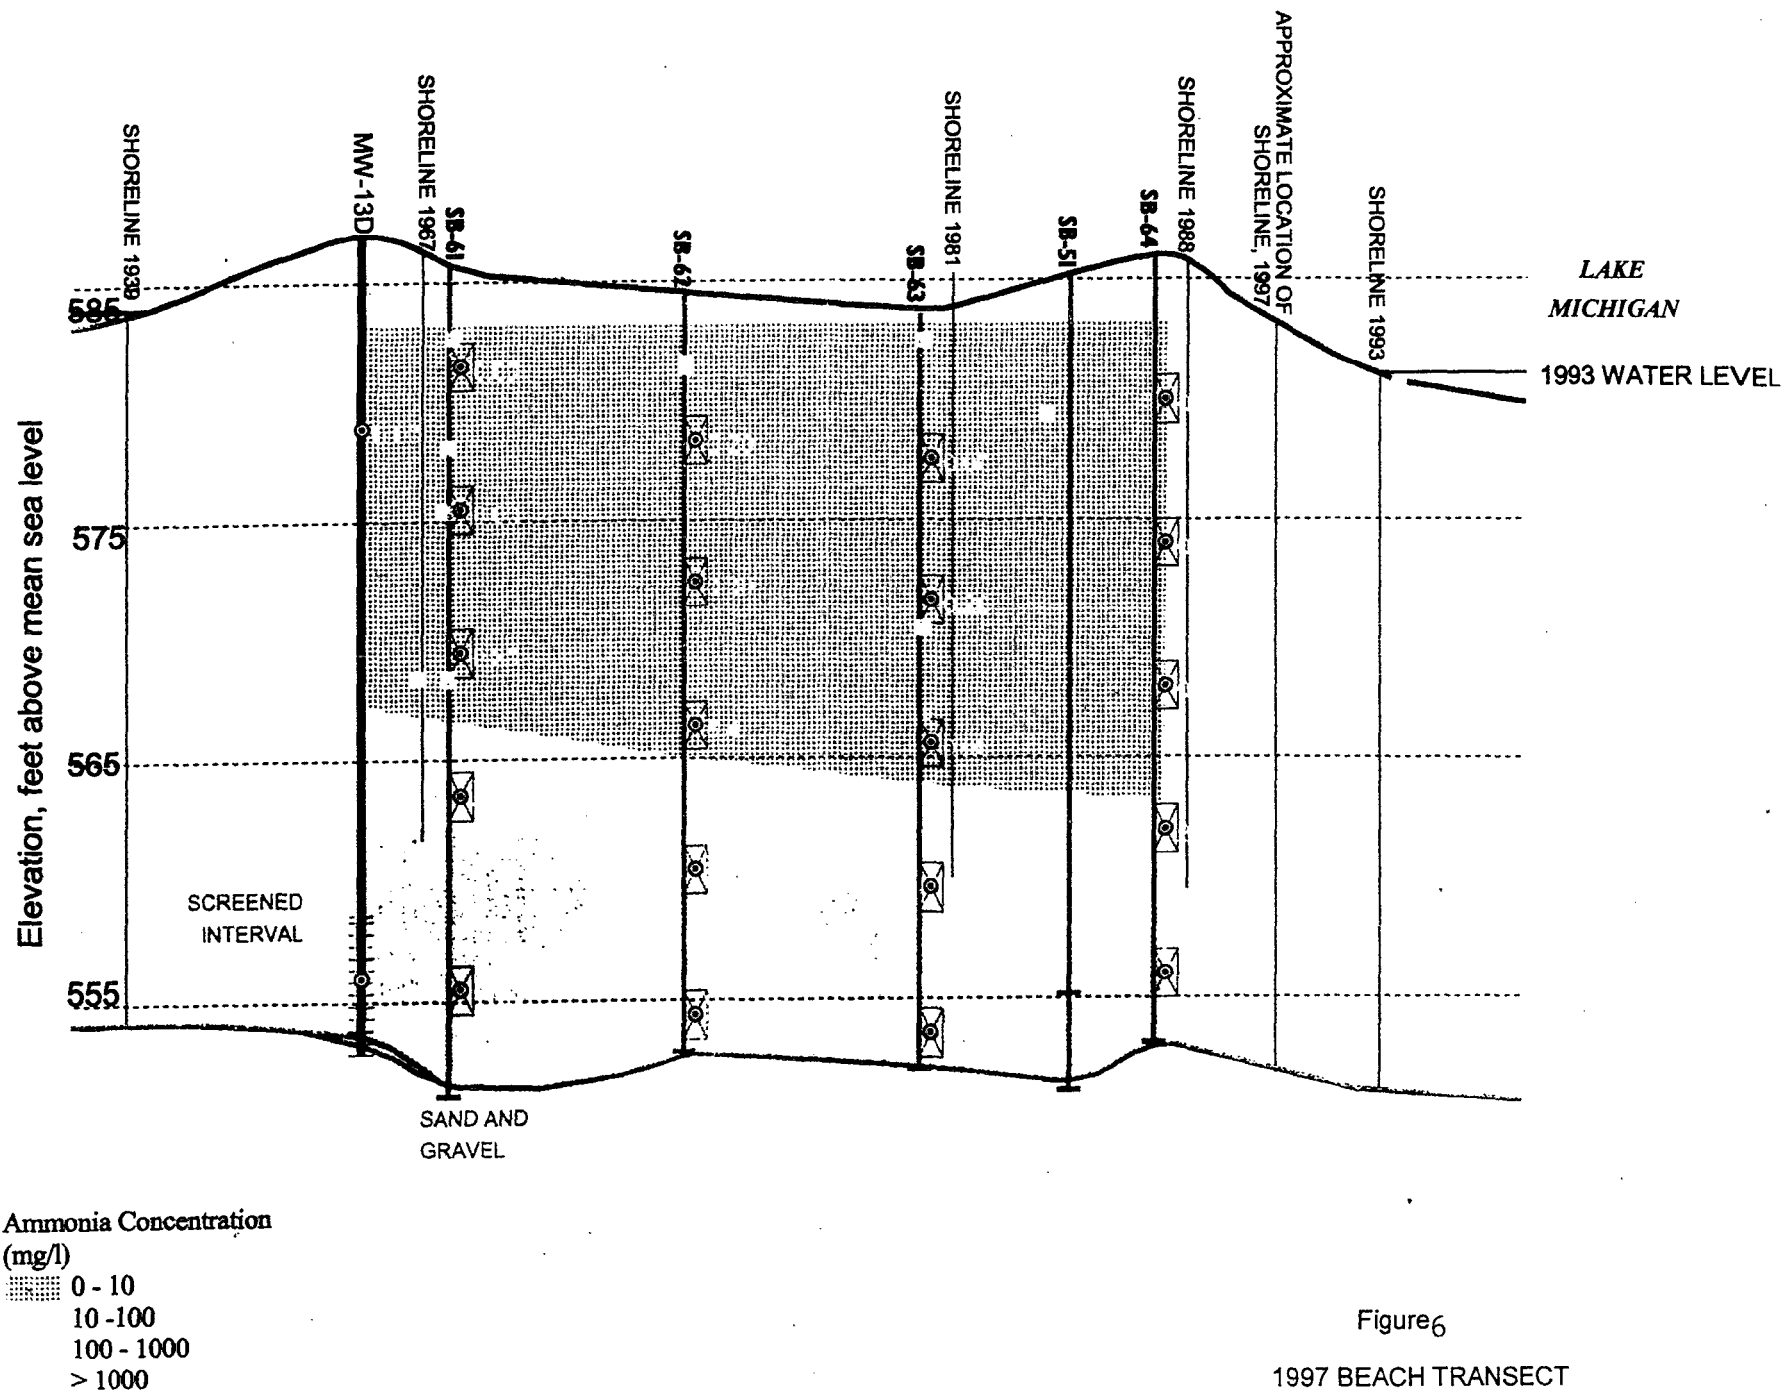 SHORELINE 1939
MW-13D
SHORELINE 1967
SB-61
SB-62
SB-63
SHORELINE 1981
SB-51
SB-64
SHORELINE 1988
APPROXIMATE LOCATION OF
SHORELINE, 1997
SHORELINE 1993
LAKE
MICHIGAN
1993 WATER LEVEL
Elevation, feet above mean sea level
585
575
565
555
SCREENED
INTERVAL
SAND AND
GRAVEL
Ammonia Concentration
(mg/l)
0 - 10
10 -100
100 - 1000
> 1000
Figure 6
1997 BEACH TRANSECT